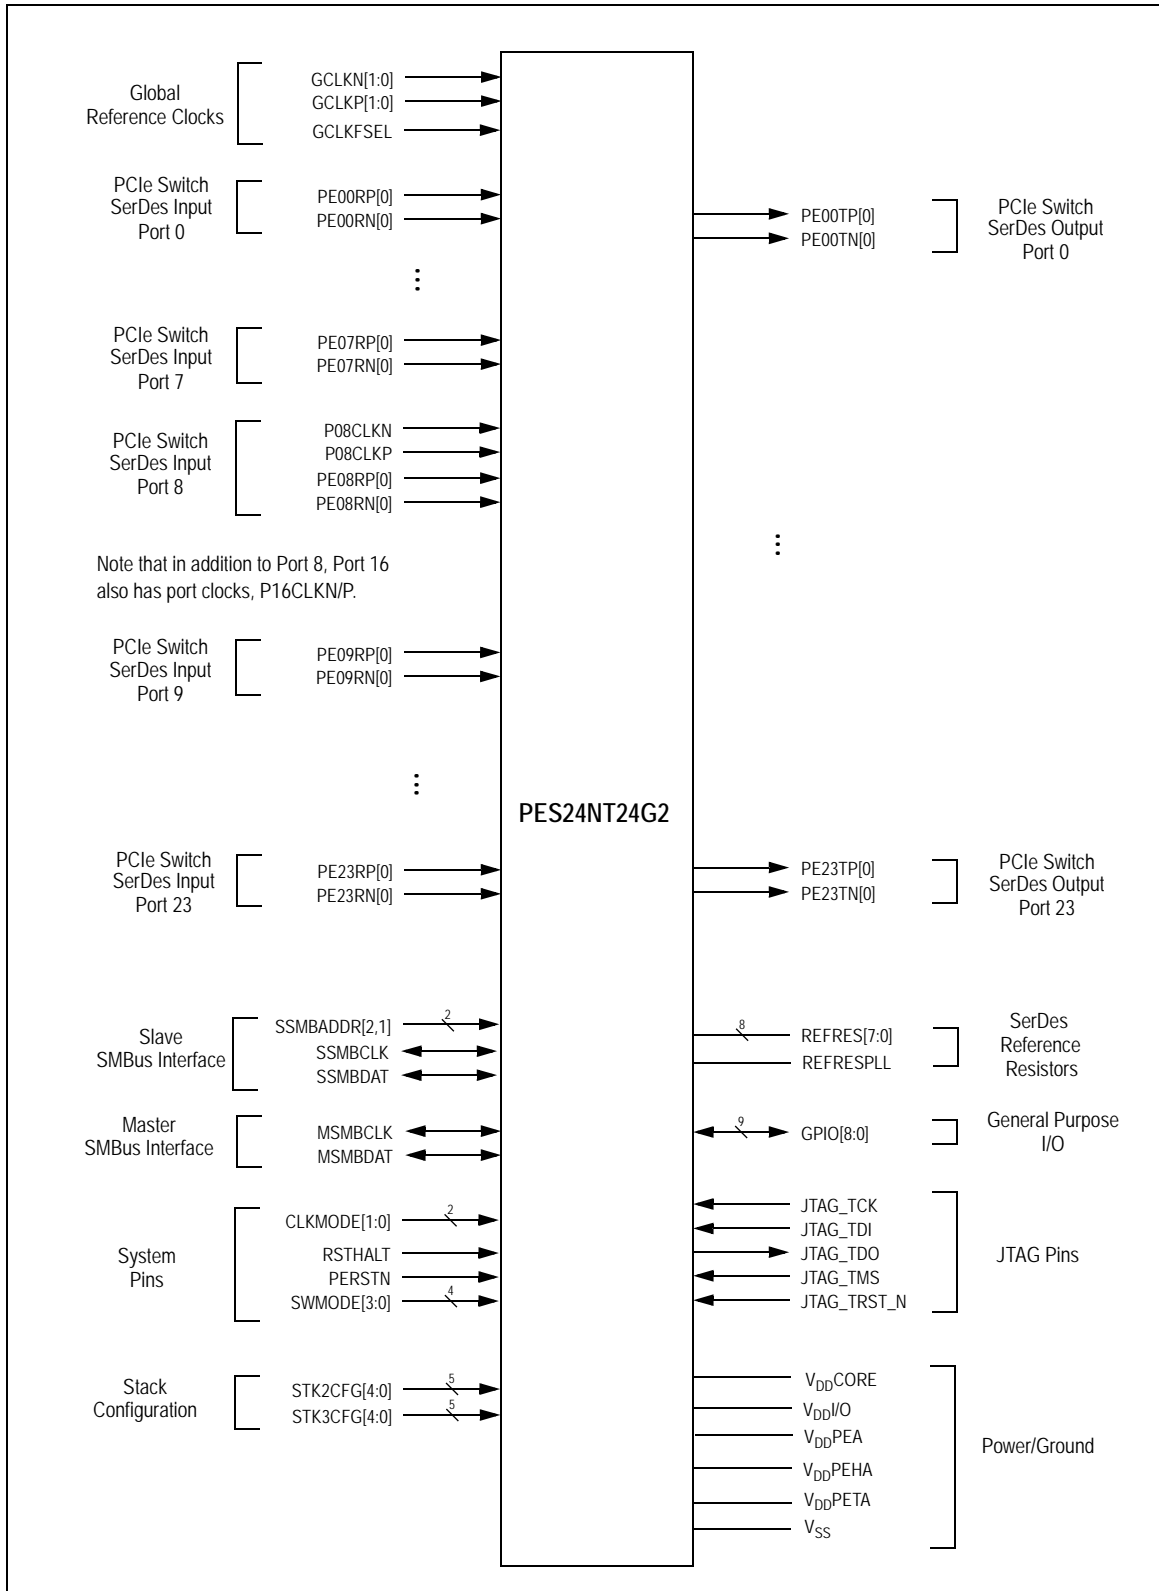 Global
Reference Clocks
GCLKN[1:0]
GCLKP[1:0]
GCLKFSEL
PCIe Switch
SerDes Input
Port 0
PE00RP[0]
PE00RN[0]
PE00TP[0]
PE00TN[0]
PCIe Switch
SerDes Output
Port 0
PCIe Switch
SerDes Input
Port 7
PE07RP[0]
PE07RN[0]
PCIe Switch
SerDes Input
Port 8
P08CLKN
P08CLKP
PE08RP[0]
PE08RN[0]
Note that in addition to Port 8, Port 16
also has port clocks, P16CLKN/P.
PCIe Switch
SerDes Input
Port 9
PE09RP[0]
PE09RN[0]
PES24NT24G2
PCIe Switch
SerDes Input
Port 23
PE23RP[0]
PE23RN[0]
PE23TP[0]
PE23TN[0]
PCIe Switch
SerDes Output
Port 23
Slave
SMBus Interface
SSMBADDR[2,1] 2
SSMBCLK
SSMBDAT
8 REFRES[7:0]
REFRESPLL
SerDes
Reference
Resistors
Master
SMBus Interface
MSMBCLK
MSMBDAT
9 GPIO[8:0]
General Purpose
I/O
System
Pins
CLKMODE[1:0] 2
RSTHALT
PERSTN
SWMODE[3:0] 4
JTAG_TCK
JTAG_TDI
JTAG_TDO
JTAG_TMS
JTAG_TRST_N
JTAG Pins
Stack
Configuration
STK2CFG[4:0] 5
STK3CFG[4:0] 5
VDDCORE
VDDI/O
VDDPEA
VDDPEHA
VDDPETA
VSS
Power/Ground